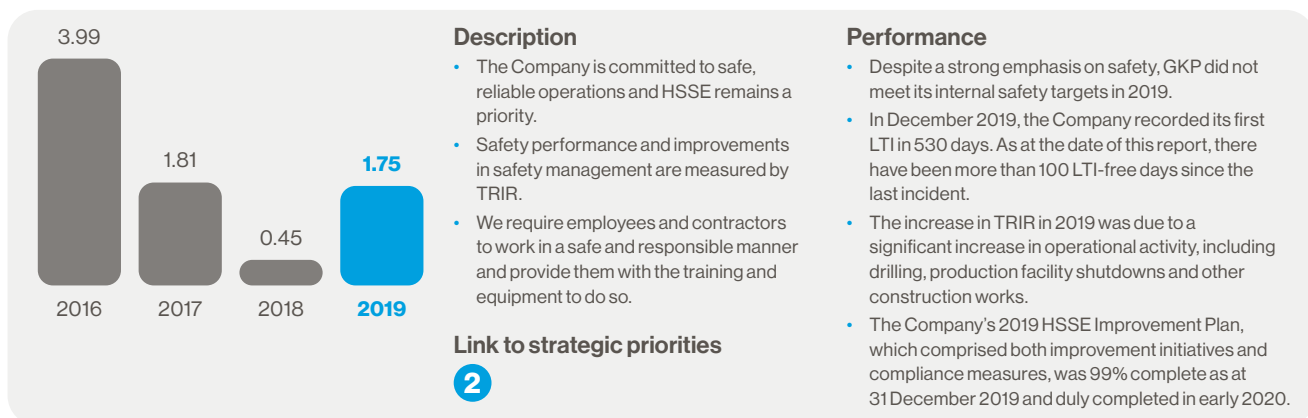 3.99
1.81
0.45
1.75
2016
2017
2018
2019
Description
• The Company is committed to safe,
reliable operations and HSSE remains a
priority.
• Safety performance and improvements
in safety management are measured by
TRIR.
• We require employees and contractors
to work in a safe and responsible manner
and provide them with the training and
equipment to do so.
Link to strategic priorities
2
Performance
• Despite a strong emphasis on safety, GKP did not
meet its internal safety targets in 2019.
• In December 2019, the Company recorded its first
LTI in 530 days. As at the date of this report, there
have been more than 100 LTI-free days since the
last incident.
• The increase in TRIR in 2019 was due to a
significant increase in operational activity, including
drilling, production facility shutdowns and other
construction works.
• The Company's 2019 HSSE Improvement Plan,
which comprised both improvement initiatives and
compliance measures, was 99% complete as at
31 December 2019 and duly completed in early 2020.